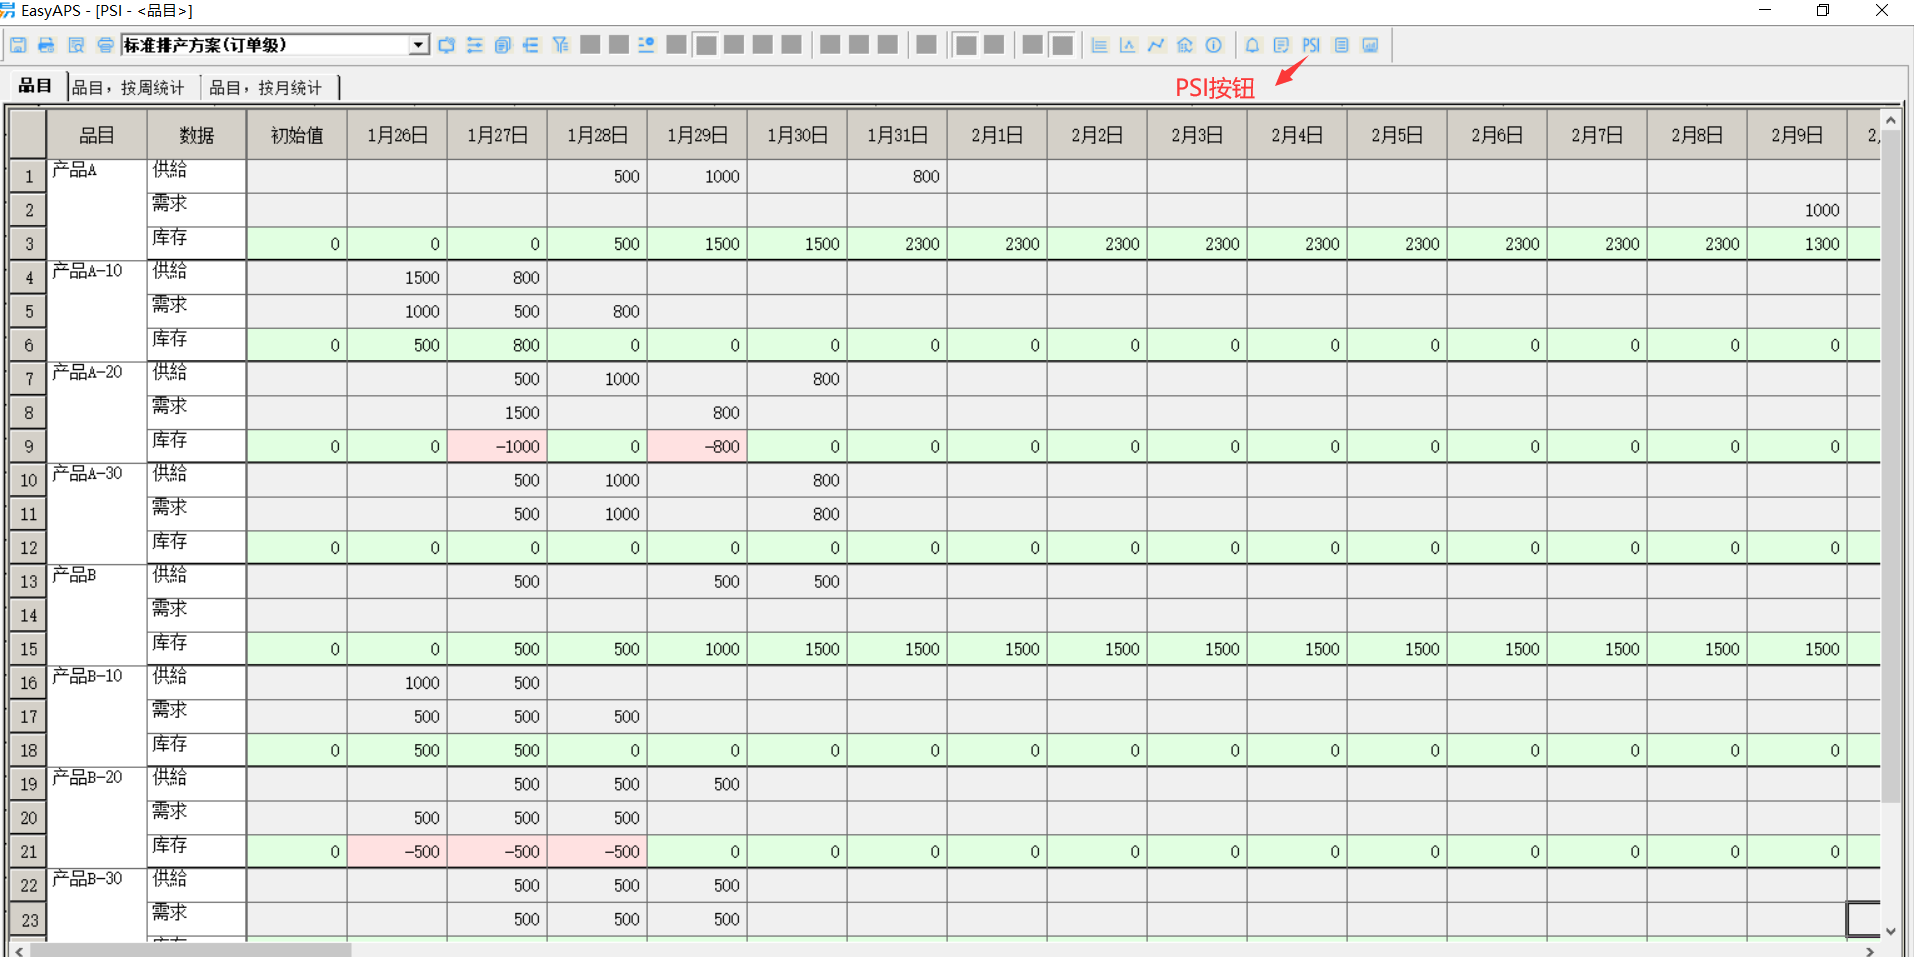 EasyAPS - [PSI - <品目>]
标准排产方案(订单级)
PSI
PSI按钮
品目
品目，按周统计
品目，按月统计
品目 数据 初始值 1月26日 1月27日 1月28日 1月29日 1月30日 1月31日 2月1日 2月2日 2月3日 2月4日 2月5日 2月6日 2月7日 2月8日 2月9日
1 产品A 供给 500 1000 800
2 需求 1000
3 库存 0 0 0 500 1500 1500 2300 2300 2300 2300 2300 2300 2300 2300 2300 1300
4 产品A-10 供给 1500 800
5 需求 1000 500 800
6 库存 0 500 800 0 0 0 0 0 0 0 0 0 0 0 0 0
7 产品A-20 供给 500 1000 800
8 需求 1500 800
9 库存 0 0 -1000 0 -800 0 0 0 0 0 0 0 0 0 0 0
10 产品A-30 供给 500 1000 800
11 需求 500 1000 800
12 库存 0 0 0 0 0 0 0 0 0 0 0 0 0 0 0 0
13 产品B 供给 500 500 500
14 需求
15 库存 0 0 500 500 1000 1500 1500 1500 1500 1500 1500 1500 1500 1500 1500 1500
16 产品B-10 供给 1000 500
17 需求 500 500 500
18 库存 0 500 500 0 0 0 0 0 0 0 0 0 0 0 0 0
19 产品B-20 供给 500 500 500
20 需求 500 500 500
21 库存 0 -500 -500 -500 0 0 0 0 0 0 0 0 0 0 0 0
22 产品B-30 供给 500 500 500
23 需求 500 500 500